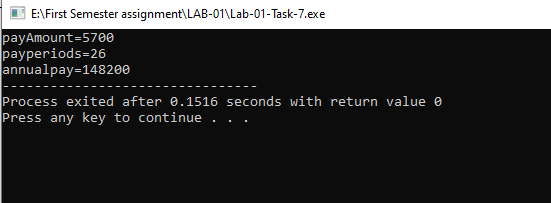 E:\First Semester assignment\LAB-01\Lab-01-Task-7.exe
payAmount=5700
payperiods=26
annualpay=148200
--------------------------------
Process exited after 0.1516 seconds with return value 0
Press any key to continue . . .